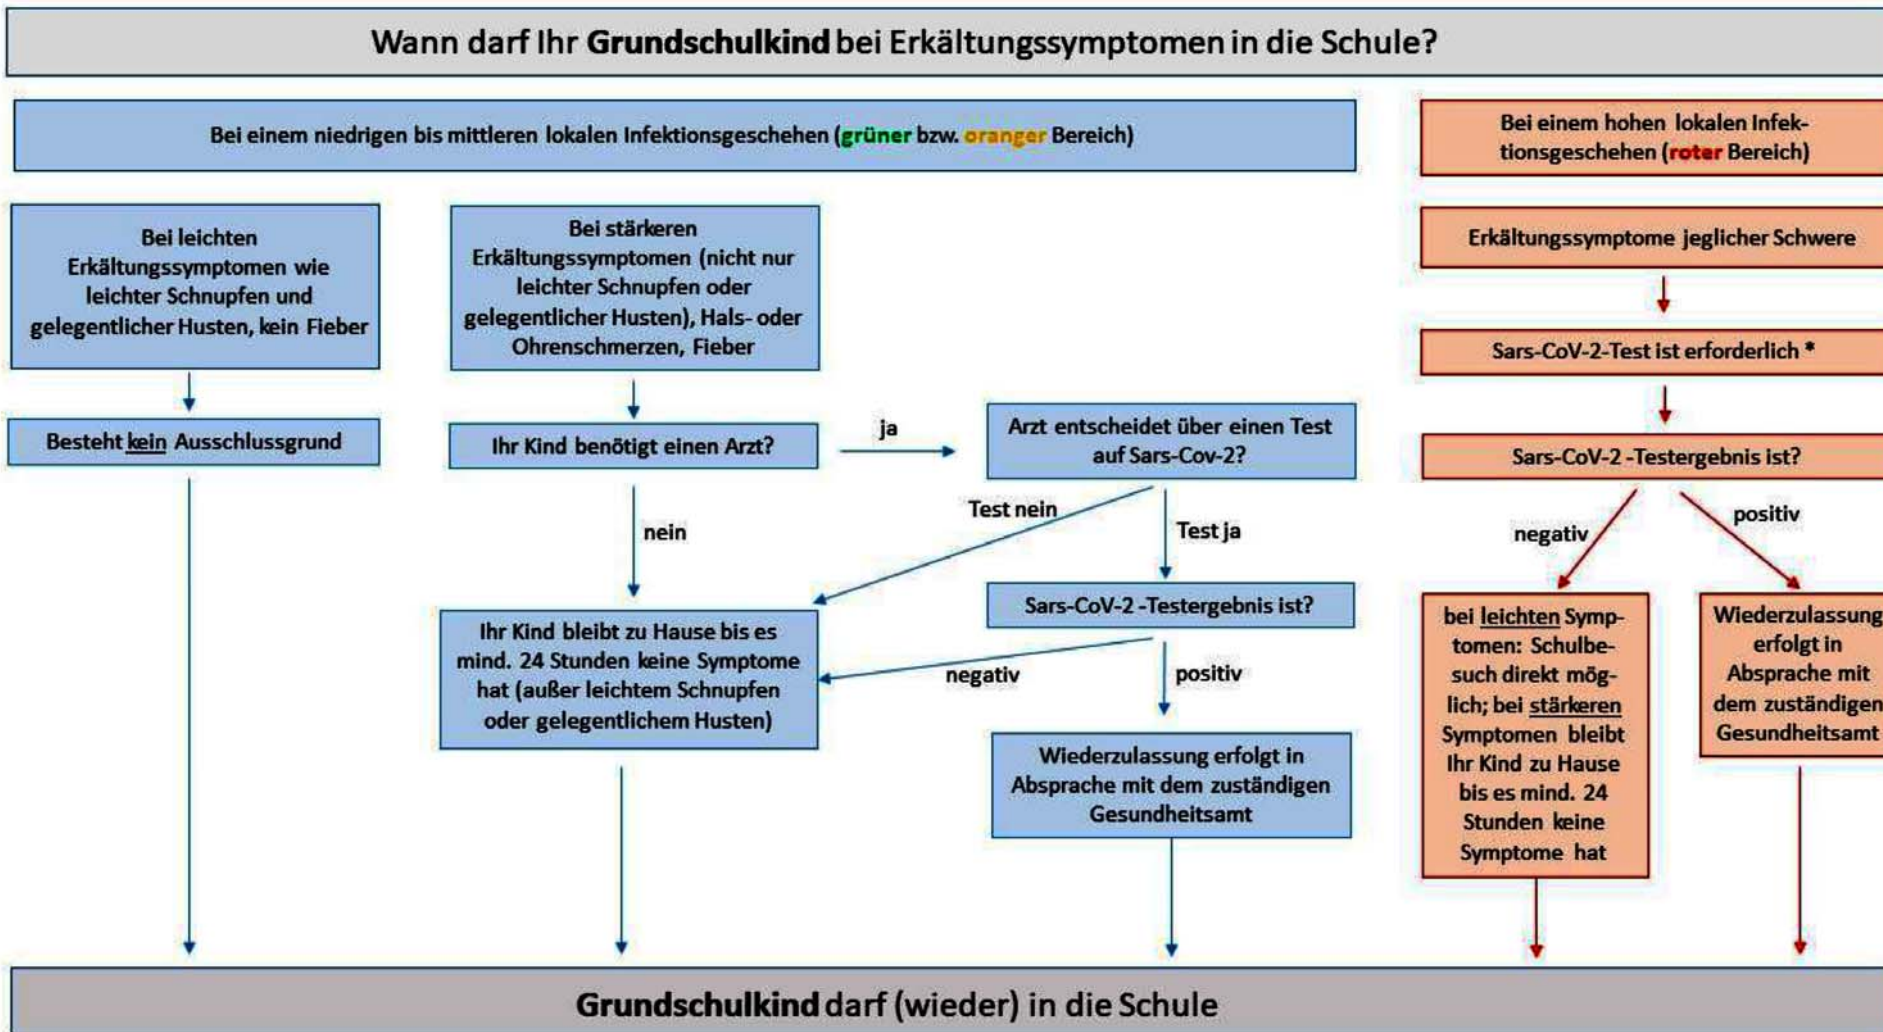 Wann darf Ihr Grundschulkind bei Erkältungssymptomen in die Schule?
Bei einem niedrigen bis mittleren lokalen Infektionsgeschehen (grüner bzw. oranger Bereich)
Bei einem hohen lokalen Infek-
tionsgeschehen (roter Bereich)
Bei leichten
Erkältungssymptomen wie
leichter Schnupfen und
gelegentlicher Husten, kein Fieber
Besteht kein Ausschlussgrund
Bei stärkeren
Erkältungssymptomen (nicht nur
leichter Schnupfen oder
gelegentlicher Husten), Hals- oder
Ohrenschmerzen, Fieber
Ihr Kind benötigt einen Arzt?
ja
nein
Arzt entscheidet über einen Test
auf Sars-Cov-2?
Test nein
Test ja
Sars-CoV-2 -Testergebnis ist?
negativ
positiv
Ihr Kind bleibt zu Hause bis es
mind. 24 Stunden keine Symptome
hat (außer leichtem Schnupfen
oder gelegentlichem Husten)
Wiederzulassung erfolgt in
Absprache mit dem zuständigen
Gesundheitsamt
Erkältungssymptome jeglicher Schwere
Sars-CoV-2-Test ist erforderlich *
Sars-CoV-2 -Testergebnis ist?
negativ
positiv
bei leichten Symp-
tomen: Schulbe-
such direkt mög-
lich; bei stärkeren
Symptomen bleibt
Ihr Kind zu Hause
bis es mind. 24
Stunden keine
Symptome hat
Wiederzulassung
erfolgt in
Absprache mit
dem zuständigen
Gesundheitsamt
Grundschulkind darf (wieder) in die Schule